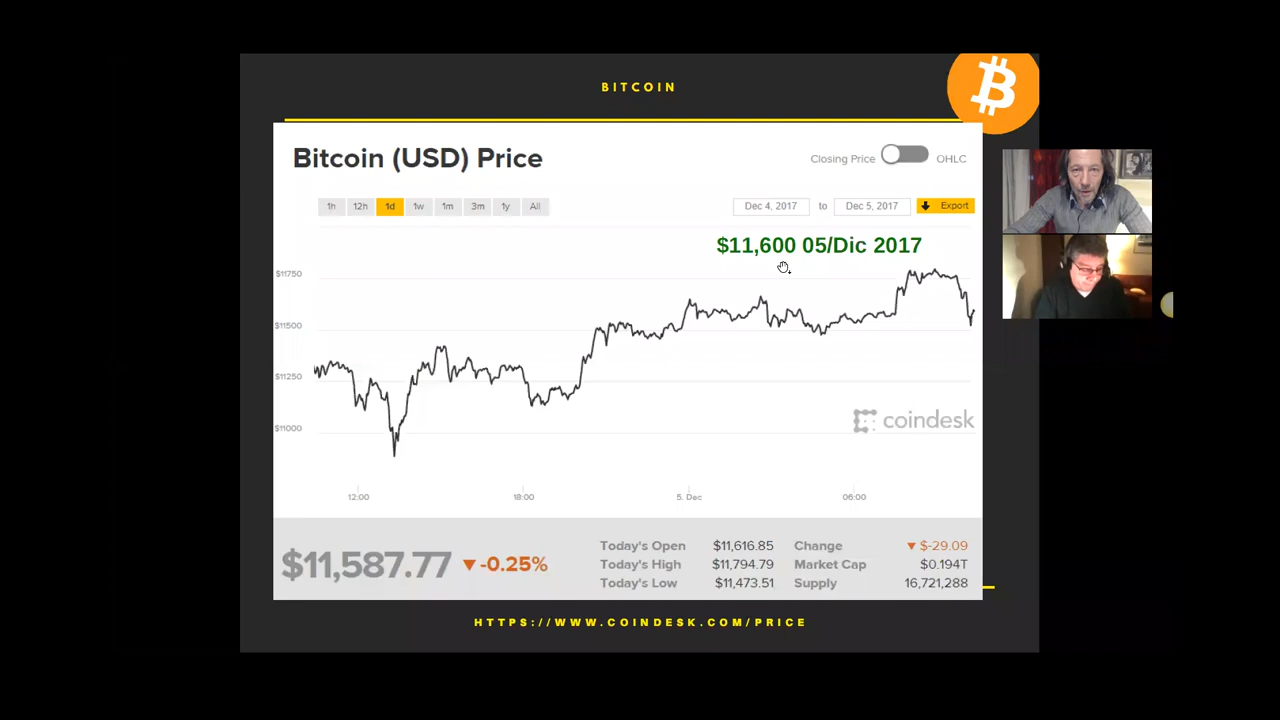 BITCOIN
Bitcoin (USD) Price
Closing Price OHLC
1h 12h 1d 1w 1m 3m 1y All
Dec 4, 2017 to Dec 5, 2017 Export
$11,600 05/Dic 2017
$11750
$11500
$11250
$11000
coindesk
12:00 18:00 5. Dec 06:00
$11,587.77 ▼ -0.25%
Today's Open $11,616.85 Change ▼ $-29.09
Today's High $11,794.79 Market Cap $0.194T
Today's Low $11,473.51 Supply 16,721,288
HTTPS://WWW.COINDESK.COM/PRICE